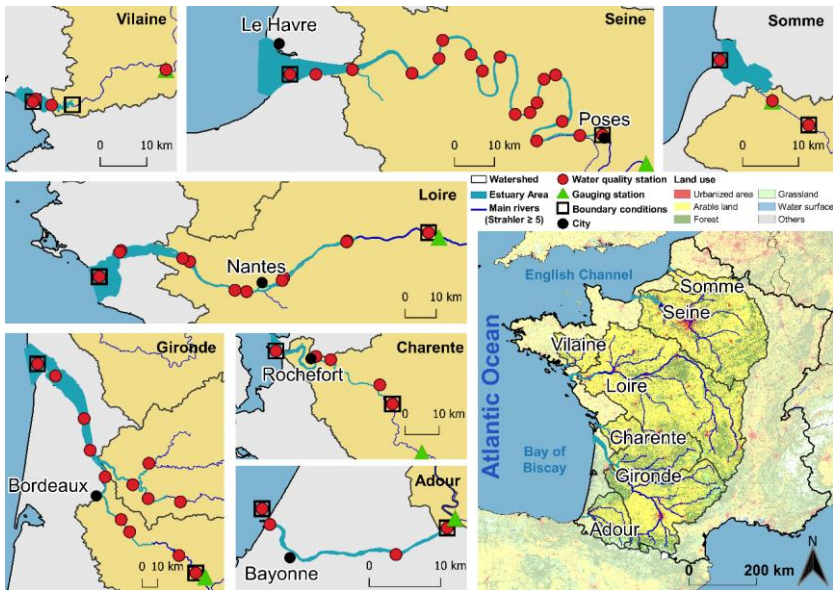 Vilaine
10 km
Le Havre
Seine
Poses
0 10 km
Somme
0 10 km
Loire
Nantes
0 10 km
Watershed
Estuary Area
Main rivers
(Strahler ≥ 5)
Water quality station
Gauging station
Boundary conditions
City
Land use
Urbanized area
Arable land
Forest
Grassland
Water surface
Others
Gironde
Bordeaux
0 10 km
Charente
Rochefort
0 10 km
Adour
Bayonne
0 10 km
English Channel
Atlantic Ocean
Bay of
Biscay
Somme
Seine
Vilaine
Loire
Charente
Gironde
Adour
N
0 200 km